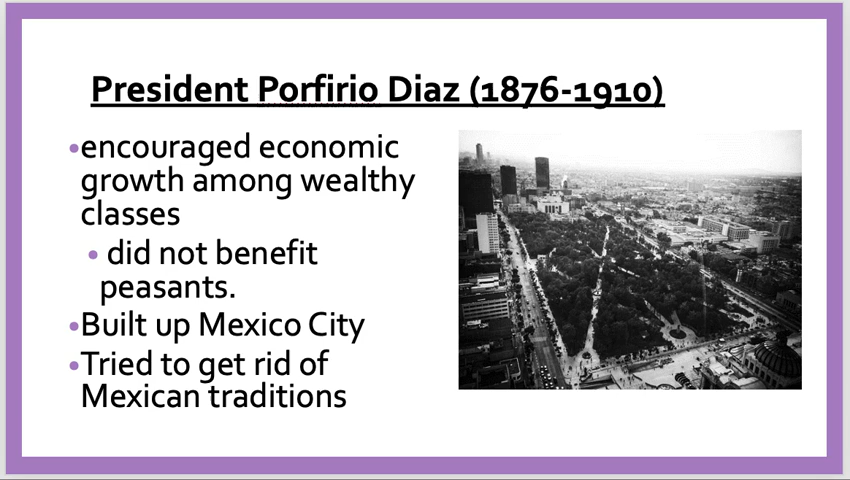 President Porfirio Diaz (1876-1910)
•encouraged economic
growth among wealthy
classes
• did not benefit
peasants.
•Built up Mexico City
•Tried to get rid of
Mexican traditions